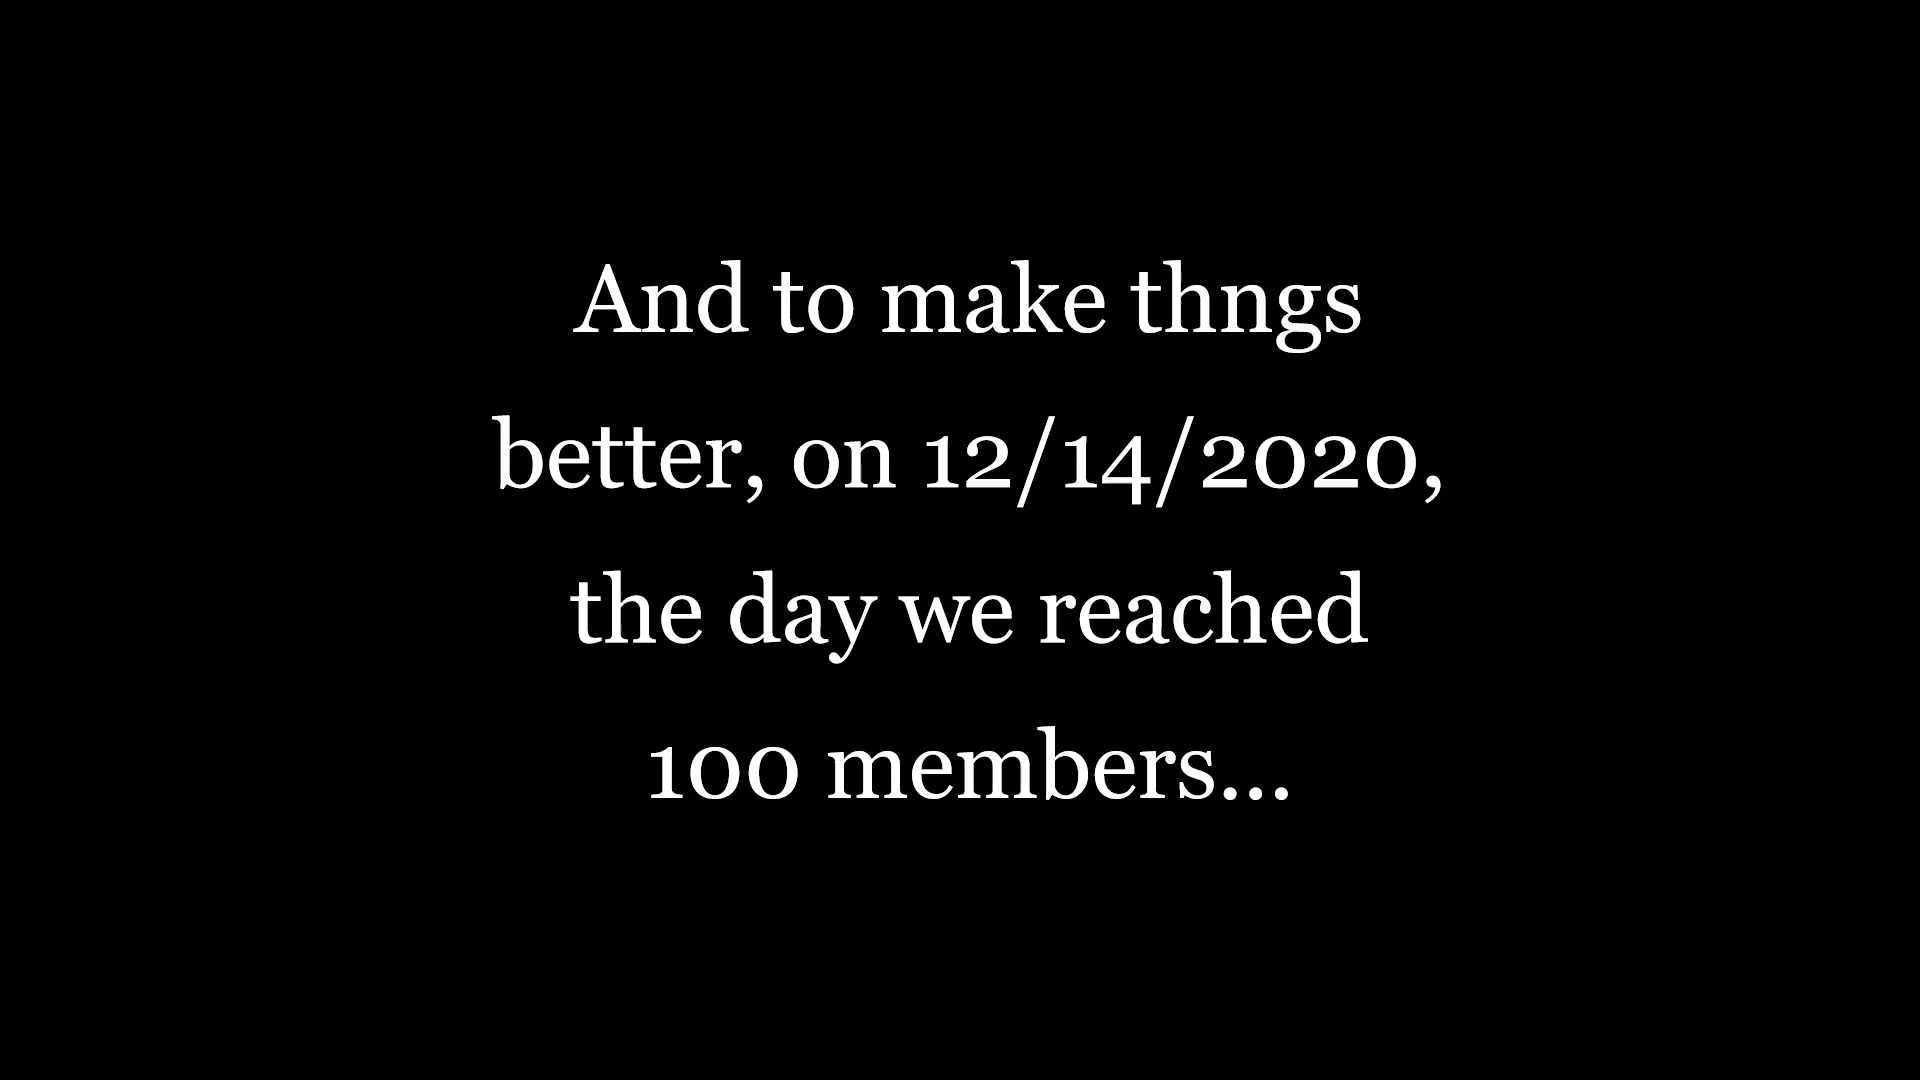 And to make thngs
better, on 12/14/2020,
the day we reached
100 members...